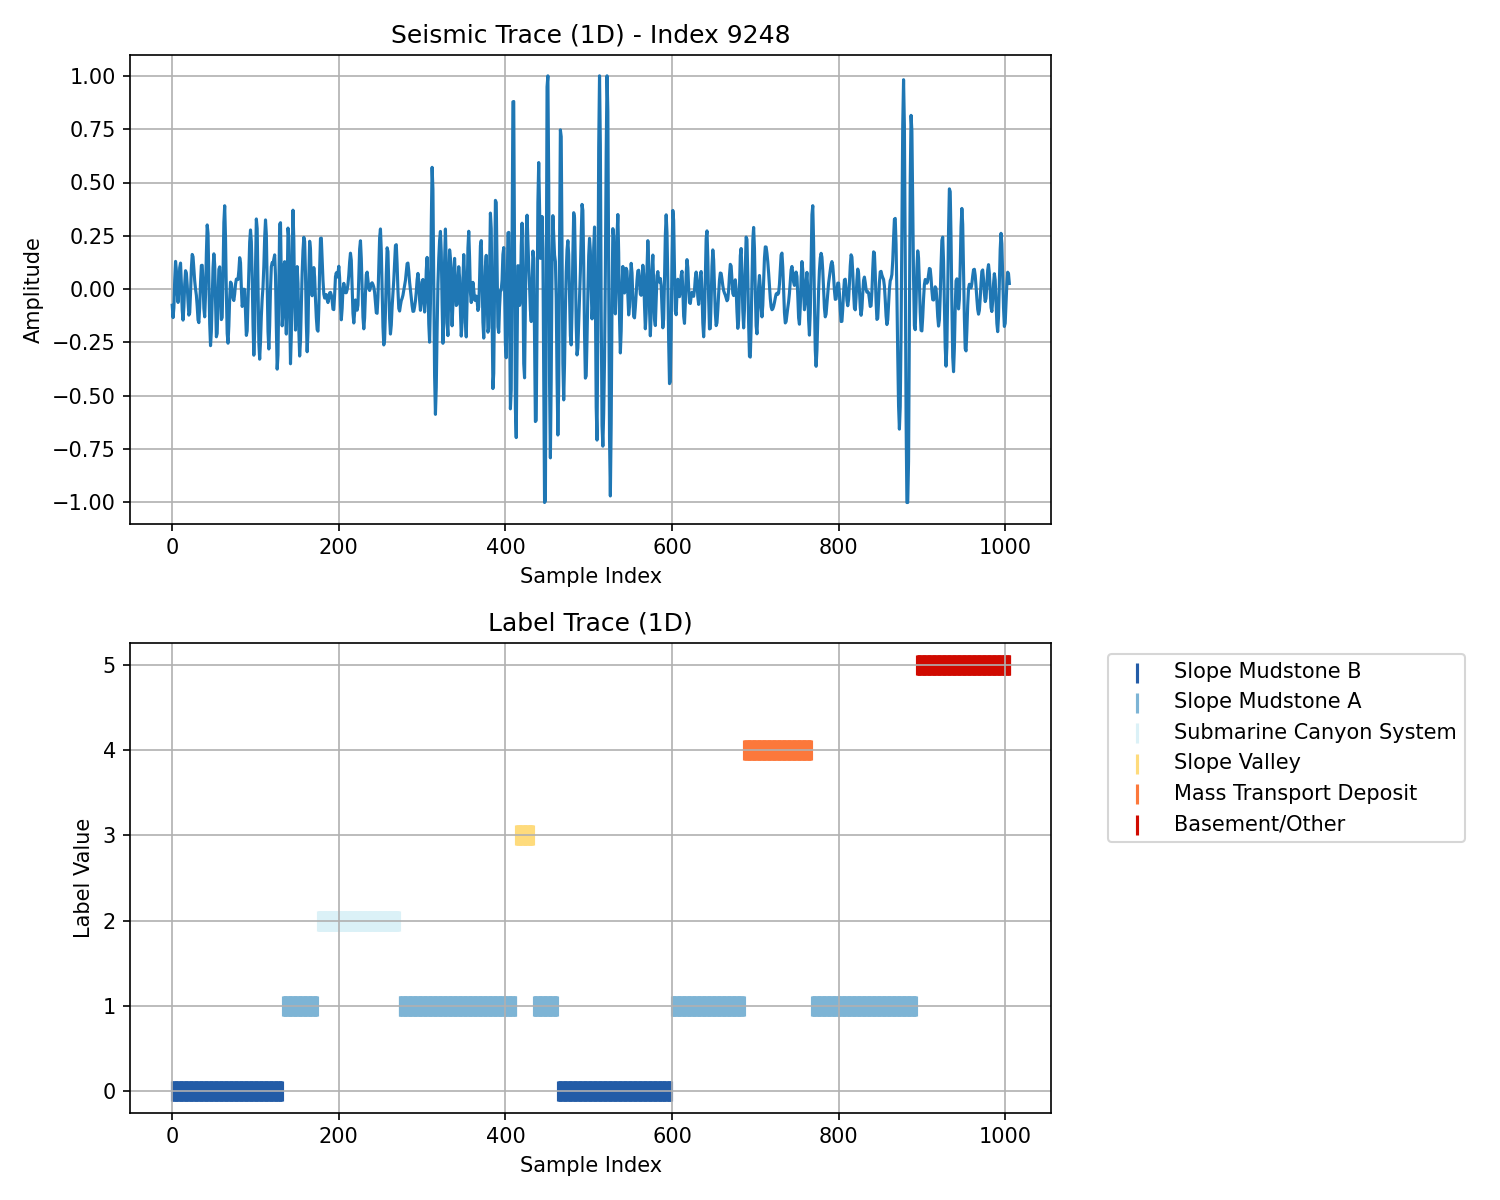 Seismic Trace (1D) - Index 9248
1.00
0.75
0.50
0.25
0.00
−0.25
−0.50
−0.75
−1.00
Amplitude
0 200 400 600 800 1000
Sample Index
Label Trace (1D)
5
4
3
2
1
0
Label Value
0 200 400 600 800 1000
Sample Index
Slope Mudstone B
Slope Mudstone A
Submarine Canyon System
Slope Valley
Mass Transport Deposit
Basement/Other